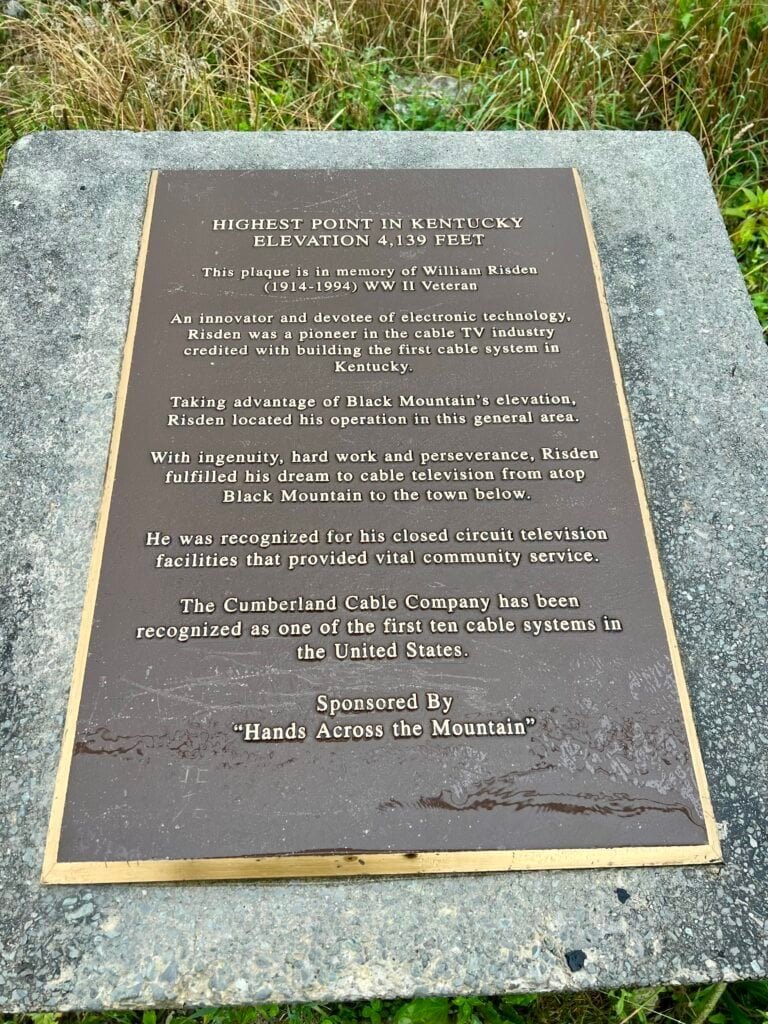 HIGHEST POINT IN KENTUCKY
ELEVATION 4,139 FEET
This plaque is in memory of William Risden
(1914-1994) WW II Veteran
An innovator and devotee of electronic technology,
Risden was a pioneer in the cable TV industry
credited with building the first cable system in
Kentucky.
Taking advantage of Black Mountain's elevation,
Risden located his operation in this general area.
With ingenuity, hard work and perseverance, Risden
fulfilled his dream to cable television from atop
Black Mountain to the town below.
He was recognized for his closed circuit television
facilities that provided vital community service.
The Cumberland Cable Company has been
recognized as one of the first ten cable systems in
the United States.
Sponsored By
“Hands Across the Mountain”